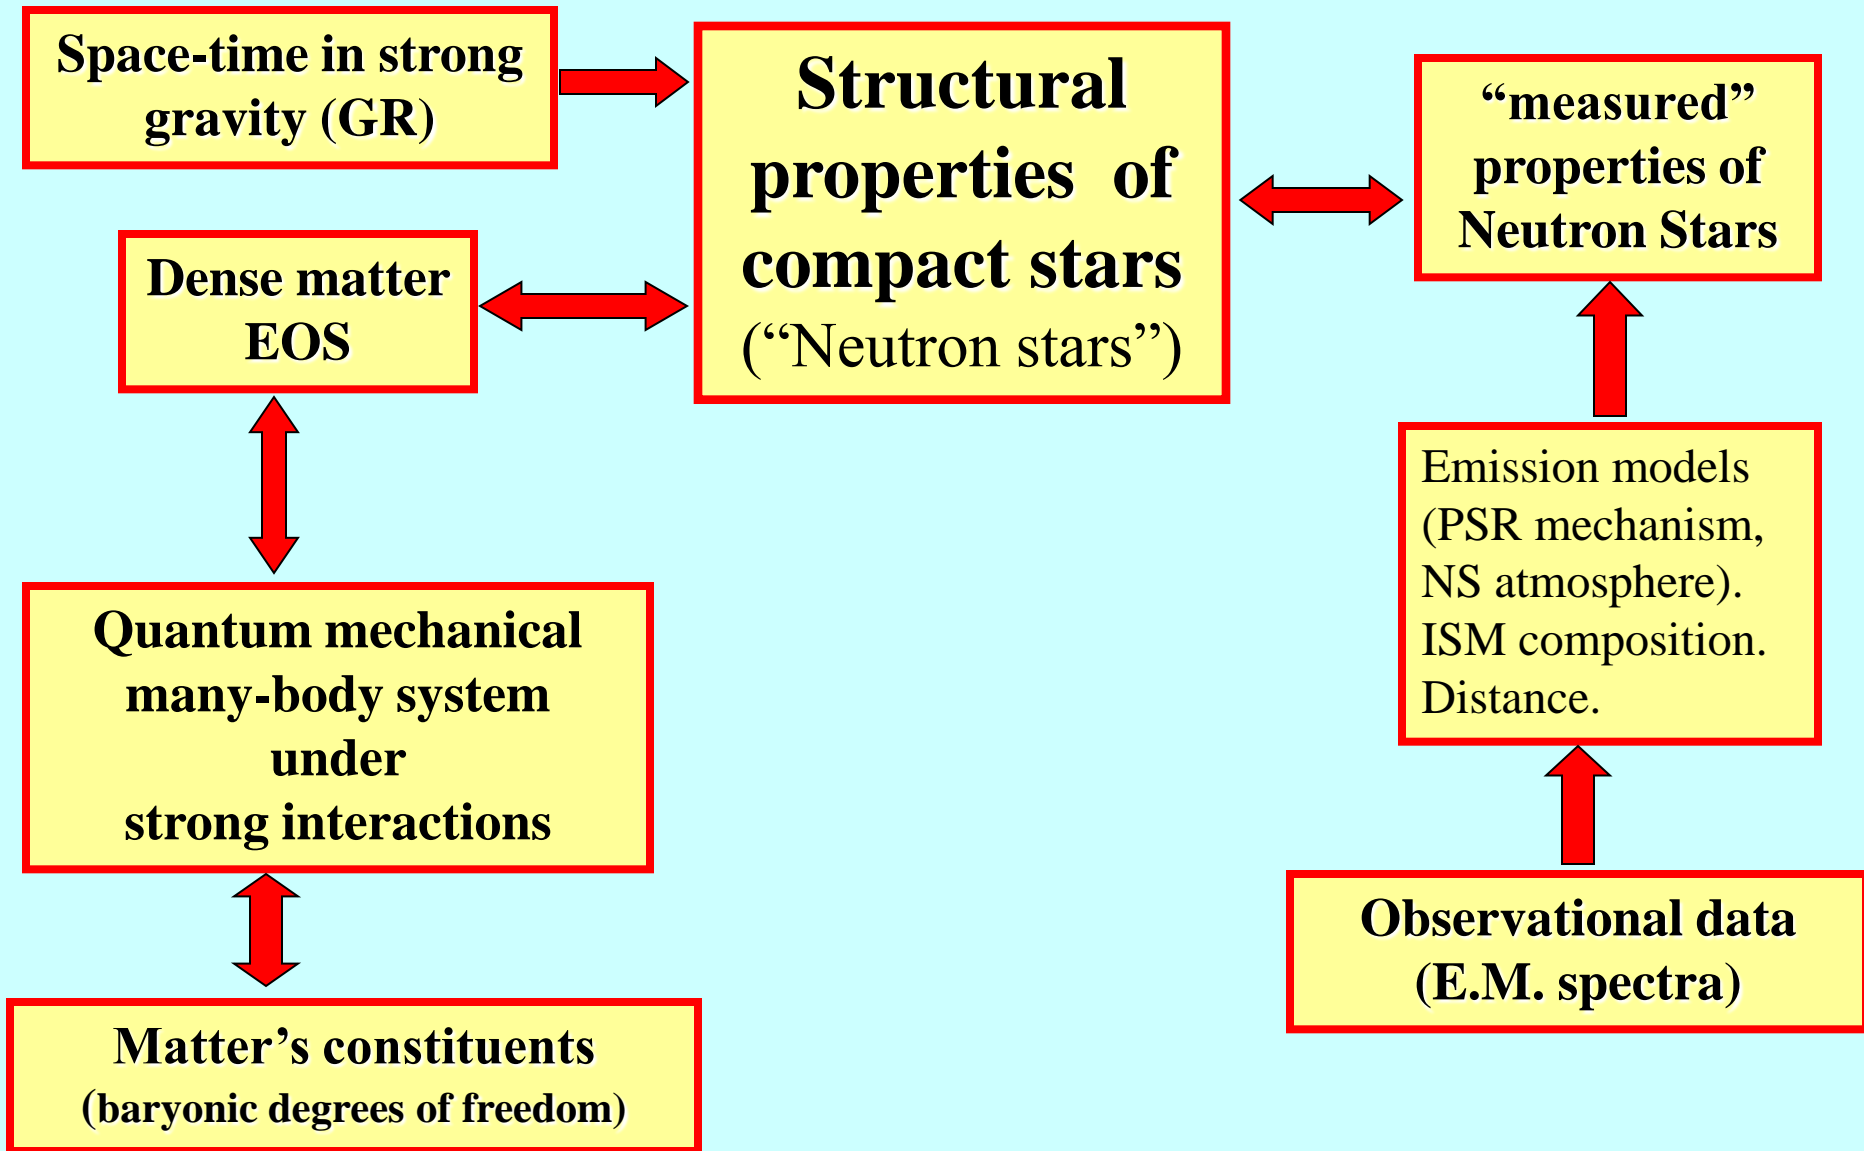 Space-time in strong
gravity (GR)
Structural
properties of
compact stars
(“Neutron stars”)
“measured”
properties of
Neutron Stars
Dense matter
EOS
Emission models
(PSR mechanism,
NS atmosphere).
ISM composition.
Distance.
Quantum mechanical
many-body system
under
strong interactions
Observational data
(E.M. spectra)
Matter’s constituents
(baryonic degrees of freedom)